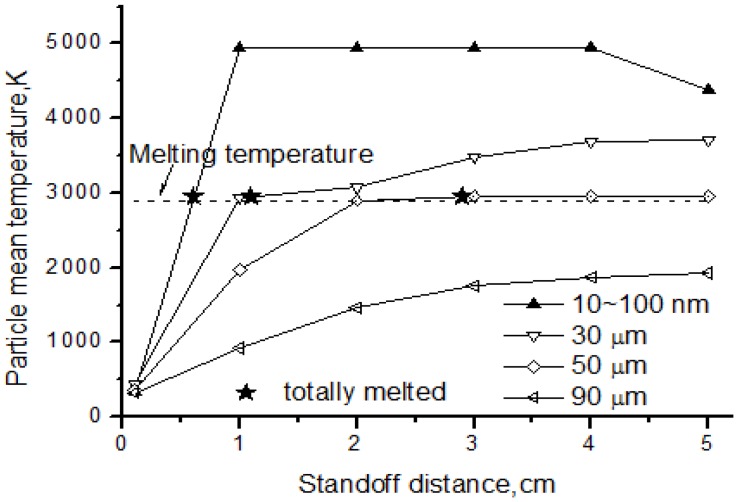 Particle mean temperature,K
5000
4000
3000
2000
1000
0
Melting temperature
10~100 nm
30 μm
50 μm
90 μm
totally melted
0 1 2 3 4 5
Standoff distance,cm